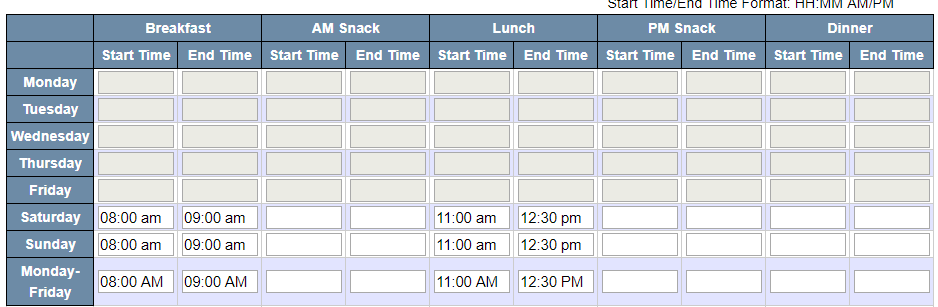 Start Time/End Time Format: HH:MM AM/PM
Breakfast AM Snack Lunch PM Snack Dinner
Start Time End Time Start Time End Time Start Time End Time Start Time End Time Start Time End Time
Monday
Tuesday
Wednesday
Thursday
Friday
Saturday 08:00 am 09:00 am 11:00 am 12:30 pm
Sunday 08:00 am 09:00 am 11:00 am 12:30 pm
Monday-
Friday 08:00 AM 09:00 AM 11:00 AM 12:30 PM